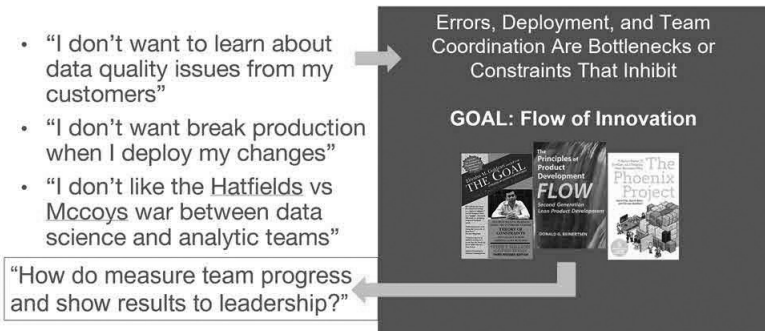 • “I don’t want to learn about
data quality issues from my
customers”
• “I don’t want break production
when I deploy my changes”
• “I don’t like the Hatfields vs
Mccoys war between data
science and analytic teams”
“How do measure team progress
and show results to leadership?”
Errors, Deployment, and Team
Coordination Are Bottlenecks or
Constraints That Inhibit
GOAL: Flow of Innovation
THE GOAL
The
Principles of
Product
Development
FLOW
Second Generation
Lean Product Development
DONALD G. REINERTSEN
The
Phoenix
Project